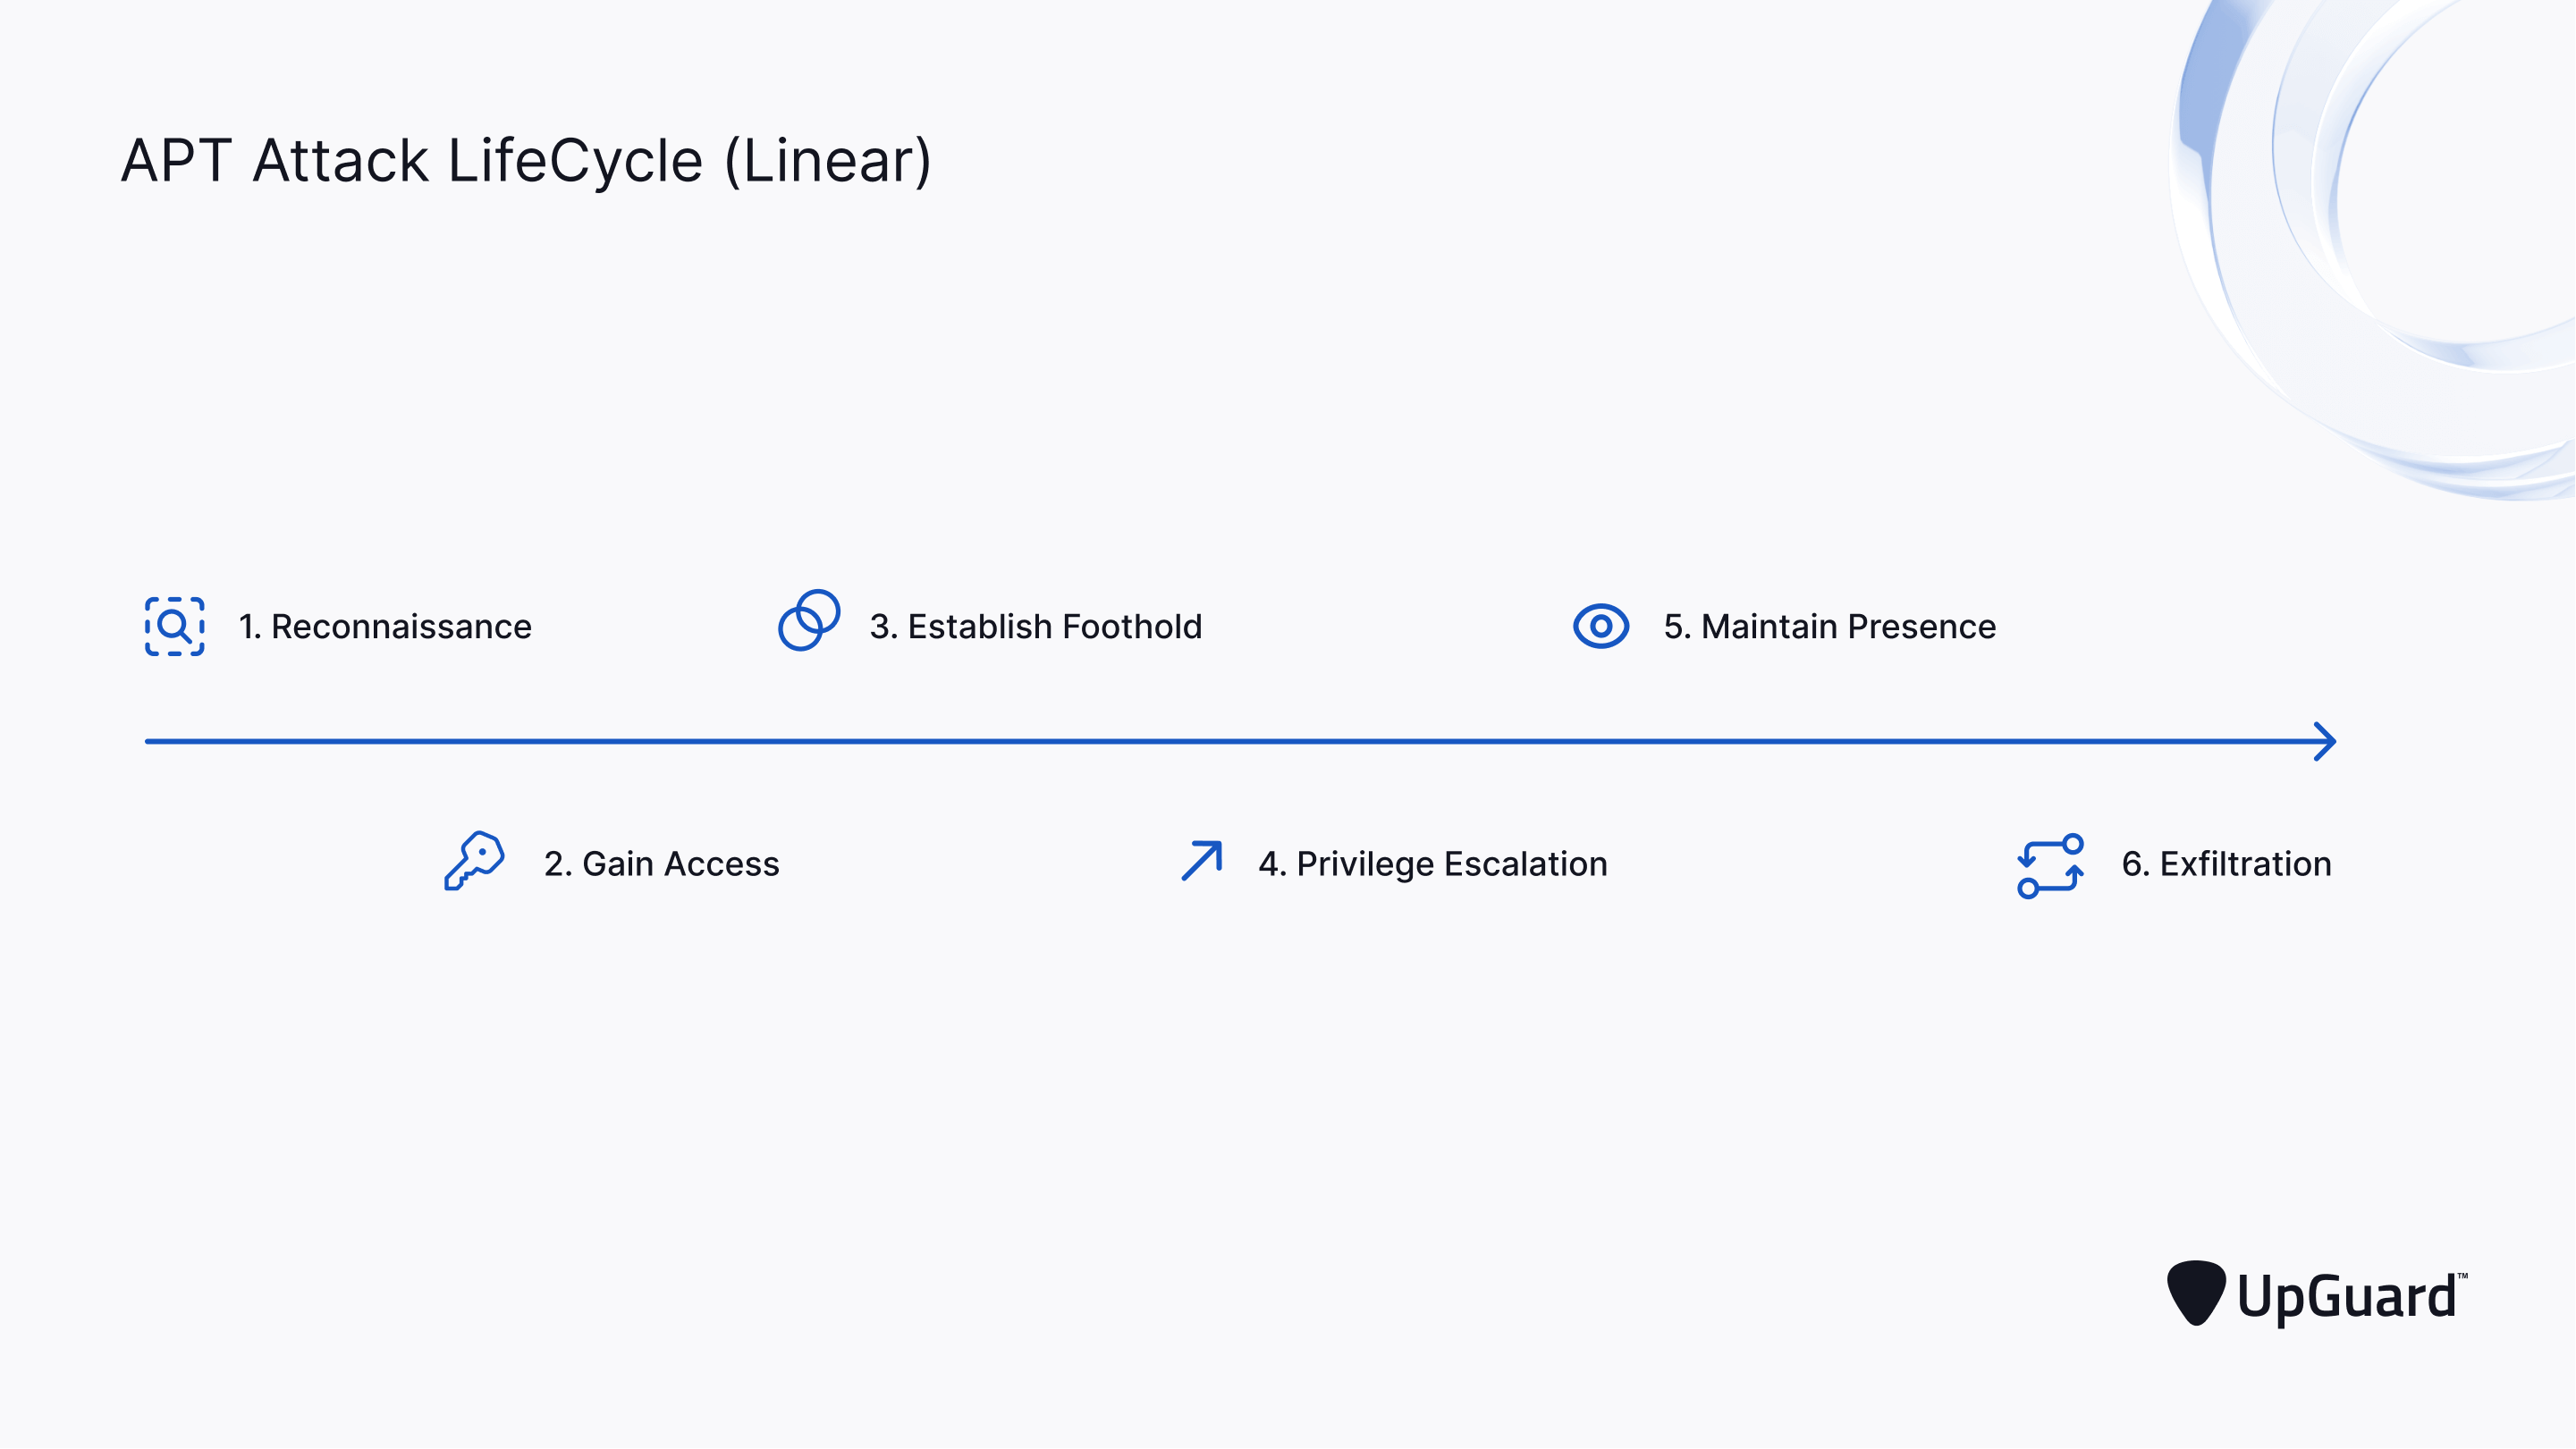 APT Attack LifeCycle (Linear)
1. Reconnaissance
2. Gain Access
3. Establish Foothold
4. Privilege Escalation
5. Maintain Presence
6. Exfiltration
UpGuard™